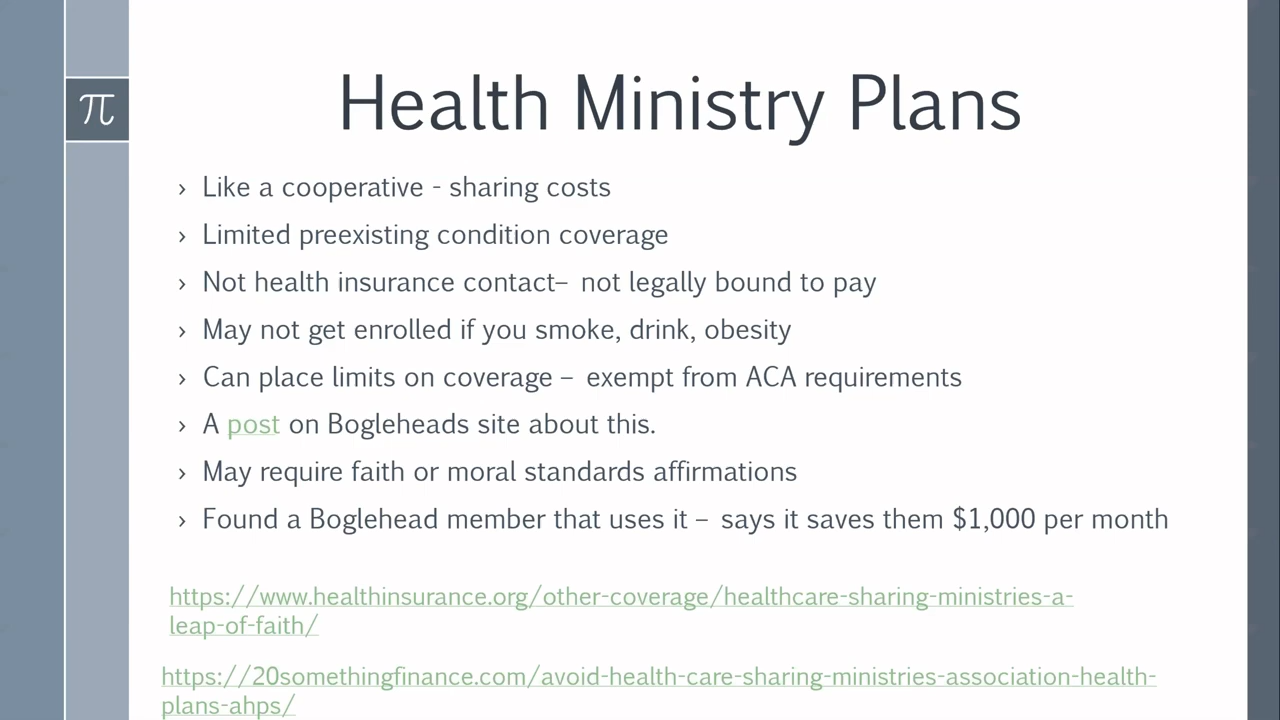 π
Health Ministry Plans
› Like a cooperative - sharing costs
› Limited preexisting condition coverage
› Not health insurance contact– not legally bound to pay
› May not get enrolled if you smoke, drink, obesity
› Can place limits on coverage – exempt from ACA requirements
› A post on Bogleheads site about this.
› May require faith or moral standards affirmations
› Found a Boglehead member that uses it – says it saves them $1,000 per month
https://www.healthinsurance.org/other-coverage/healthcare-sharing-ministries-a-
leap-of-faith/
https://20somethingfinance.com/avoid-health-care-sharing-ministries-association-health-
plans-ahps/